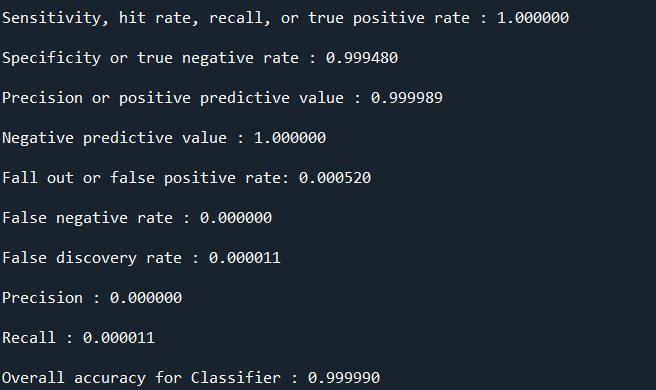 Sensitivity, hit rate, recall, or true positive rate : 1.000000
Specificity or true negative rate : 0.999480
Precision or positive predictive value : 0.999989
Negative predictive value : 1.000000
Fall out or false positive rate: 0.000520
False negative rate : 0.000000
False discovery rate : 0.000011
Precision : 0.000000
Recall : 0.000011
Overall accuracy for Classifier : 0.999990